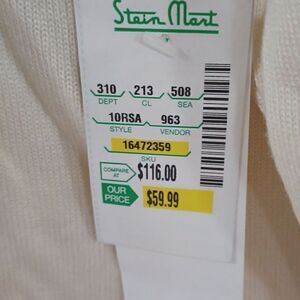 Stein Mart
310 213 508
DEPT CL SEA
10RSA 963
STYLE VENDOR
16472359
SKU
COMPARE AT $116.00
OUR PRICE $59.99